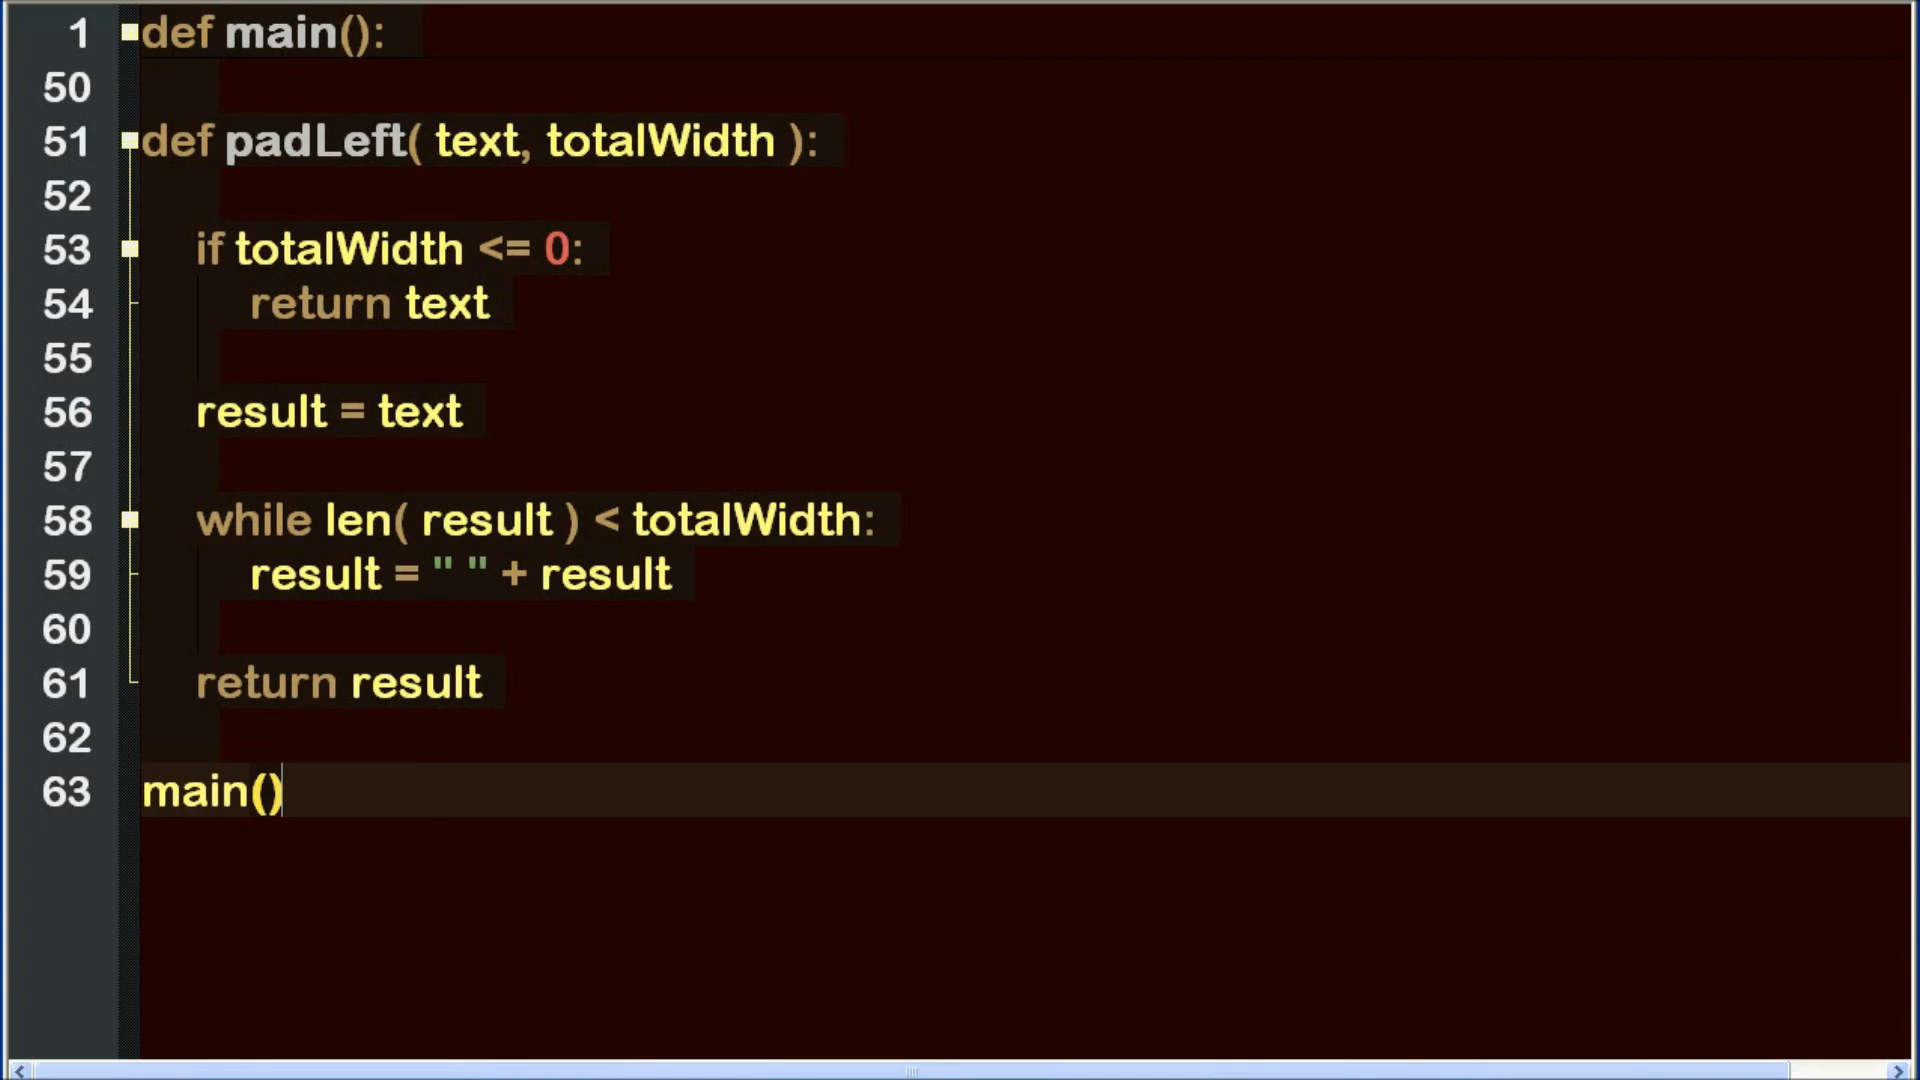 1 def main():
50
51 def padLeft( text, totalWidth ):
52
53 if totalWidth <= 0:
54 return text
55
56 result = text
57
58 while len( result ) < totalWidth:
59 result = " " + result
60
61 return result
62
63 main()